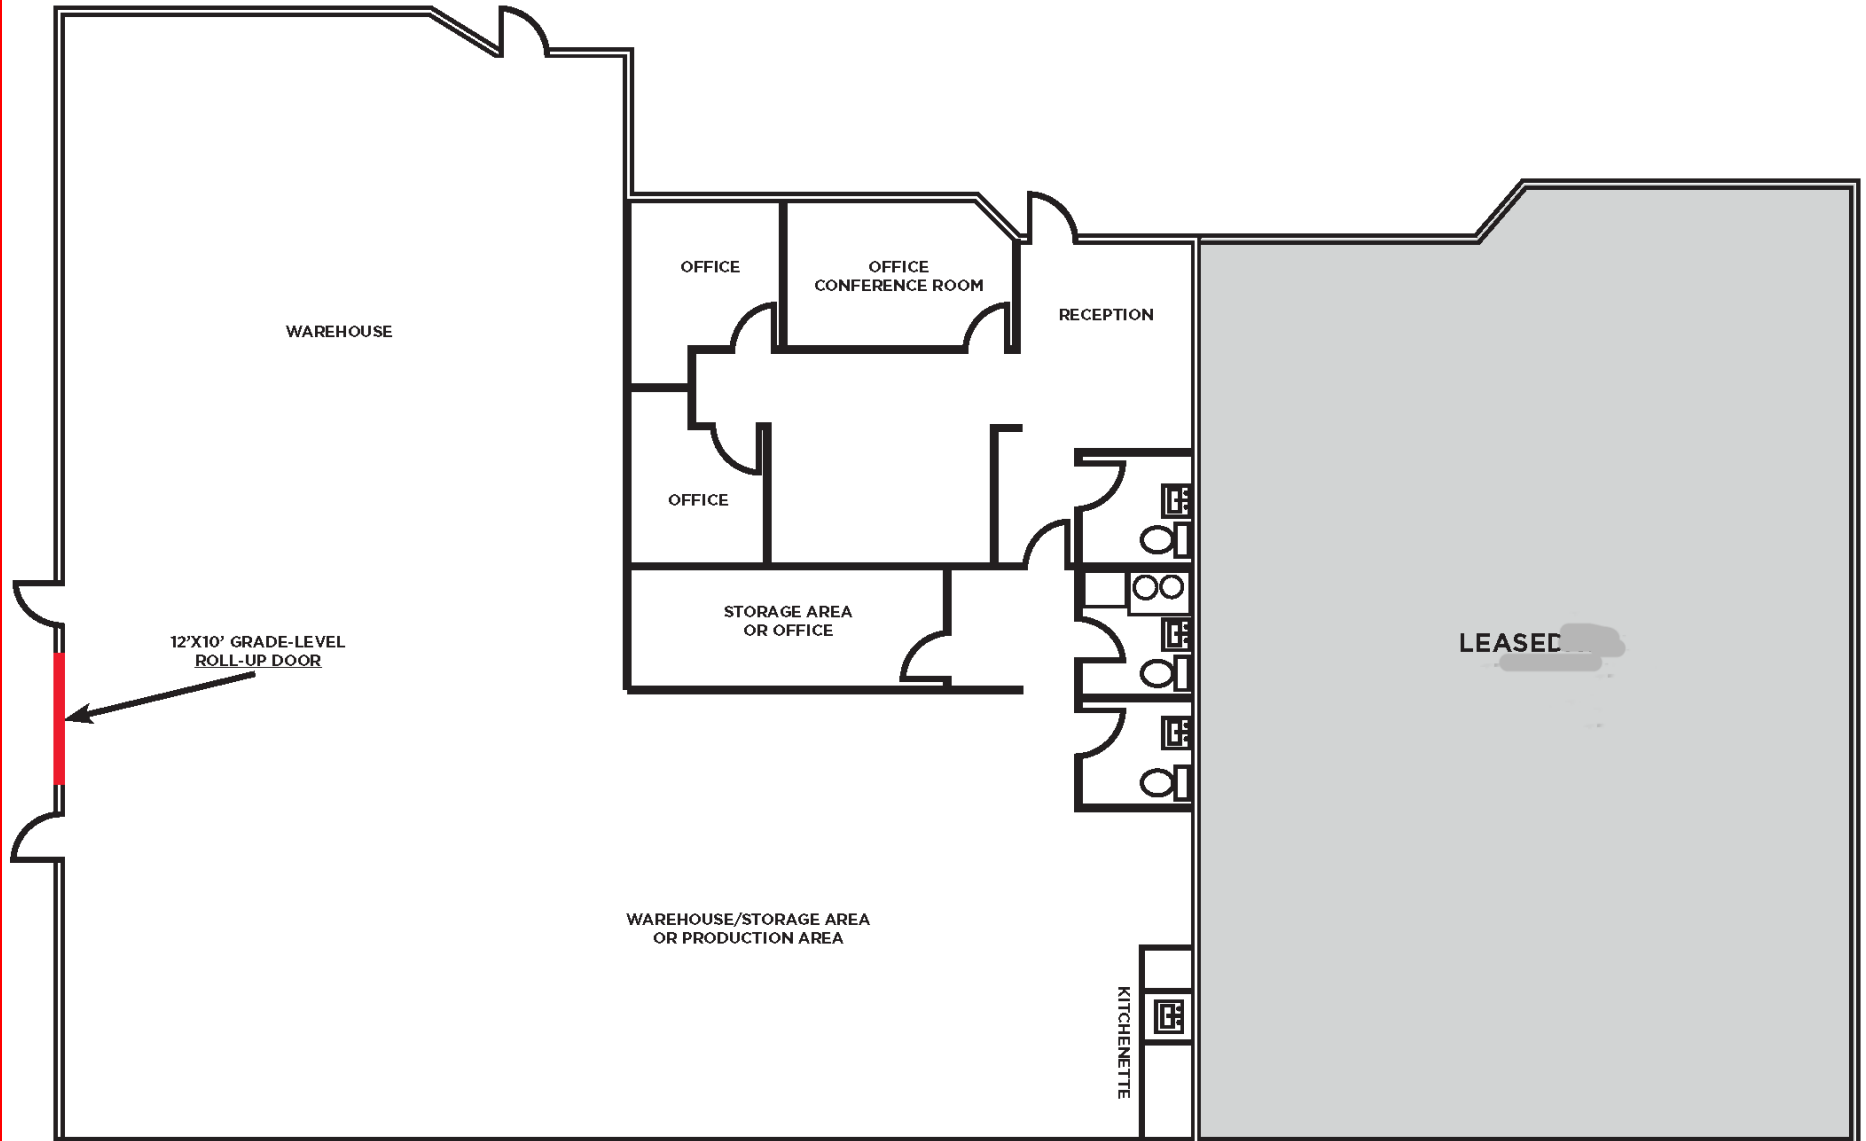 OFFICE
OFFICE
CONFERENCE ROOM
RECEPTION
WAREHOUSE
OFFICE
STORAGE AREA
OR OFFICE
12’X10’ GRADE-LEVEL
ROLL-UP DOOR
LEASED
WAREHOUSE/STORAGE AREA
OR PRODUCTION AREA
KITCHENETTE